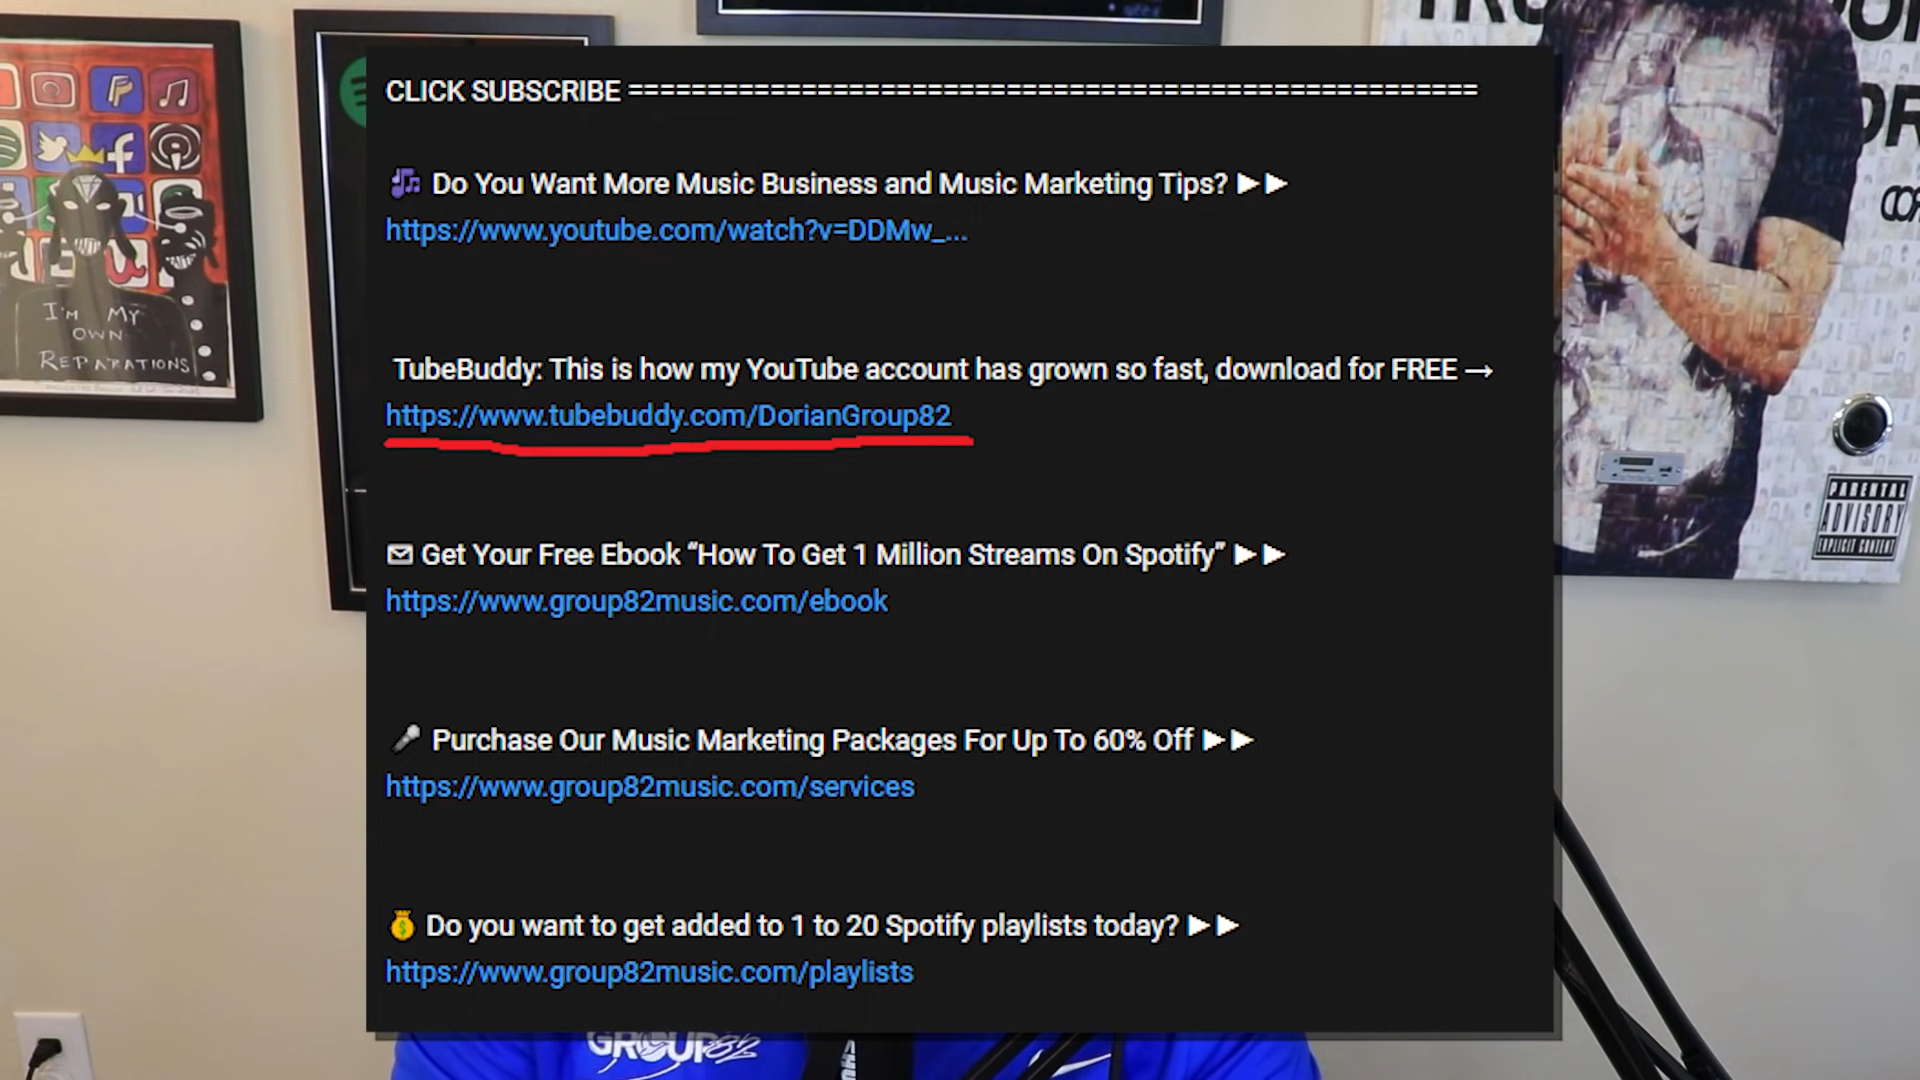 CLICK SUBSCRIBE =====================================================
Do You Want More Music Business and Music Marketing Tips? ▶▶
https://www.youtube.com/watch?v=DDMw_...
TubeBuddy: This is how my YouTube account has grown so fast, download for FREE →
https://www.tubebuddy.com/DorianGroup82
Get Your Free Ebook “How To Get 1 Million Streams On Spotify” ▶▶
https://www.group82music.com/ebook
Purchase Our Music Marketing Packages For Up To 60% Off ▶▶
https://www.group82music.com/services
Do you want to get added to 1 to 20 Spotify playlists today? ▶▶
https://www.group82music.com/playlists
I'M MY
OWN
REPARATIONS
PARENTAL
ADVISORY
EXPLICIT CONTENT
GROUP82